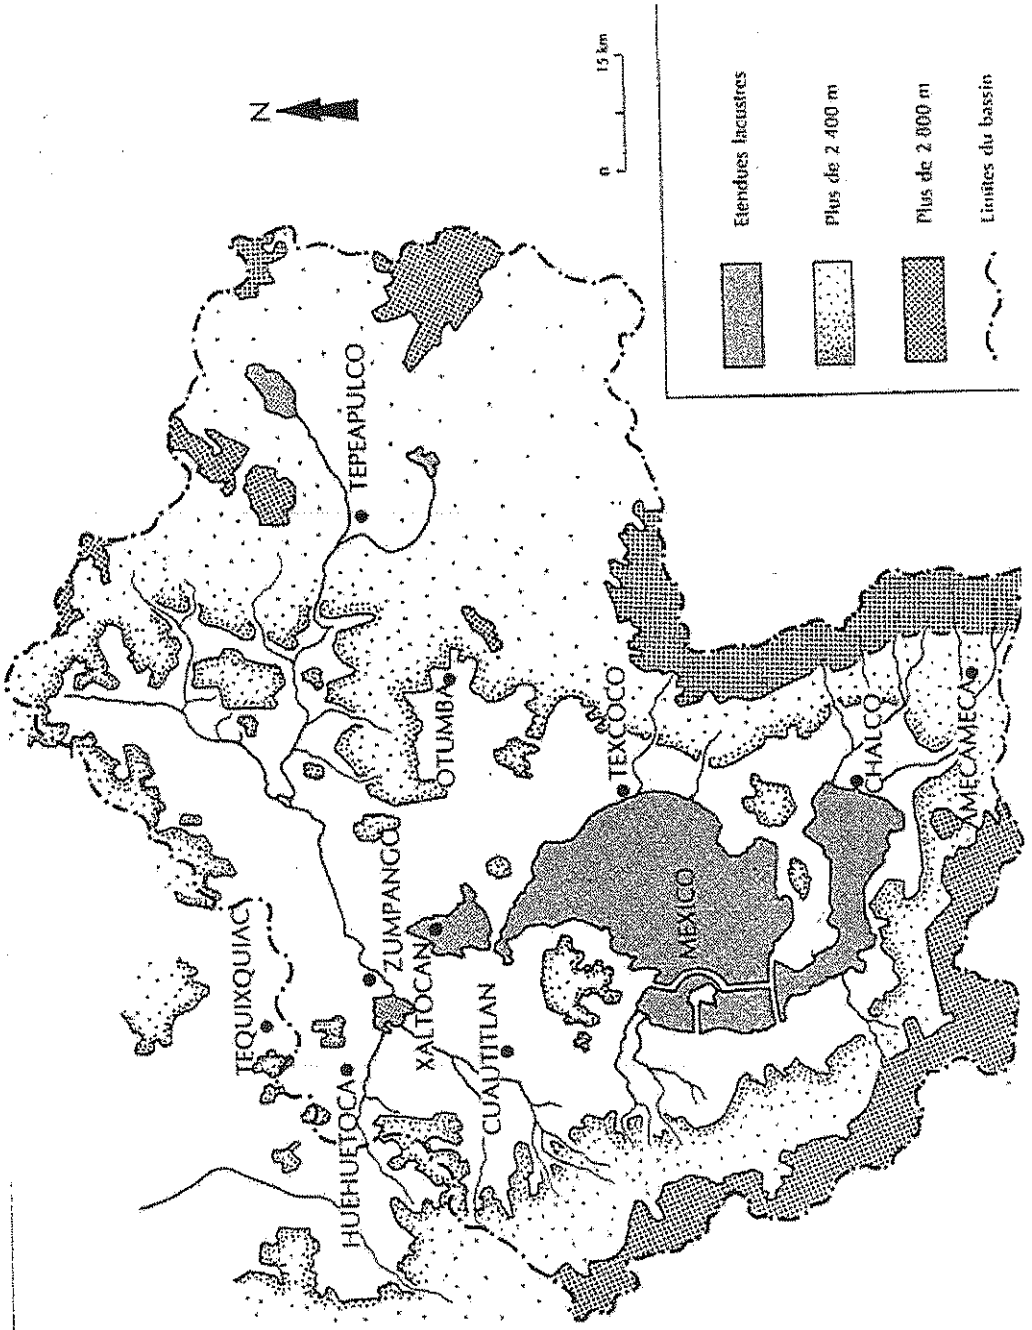 N
0 15 km
TEQUIXQUIAC
HUEHUETOCA
ZUMPANGO
XALTOCAN
CUAUTITLAN
TEPEAPULCO
OTUMBA
TEXCOCO
MEXICO
CHALCO
AMECAMECA
Etendues lacustres
Plus de 2 400 m
Plus de 2 800 m
Limites du bassin